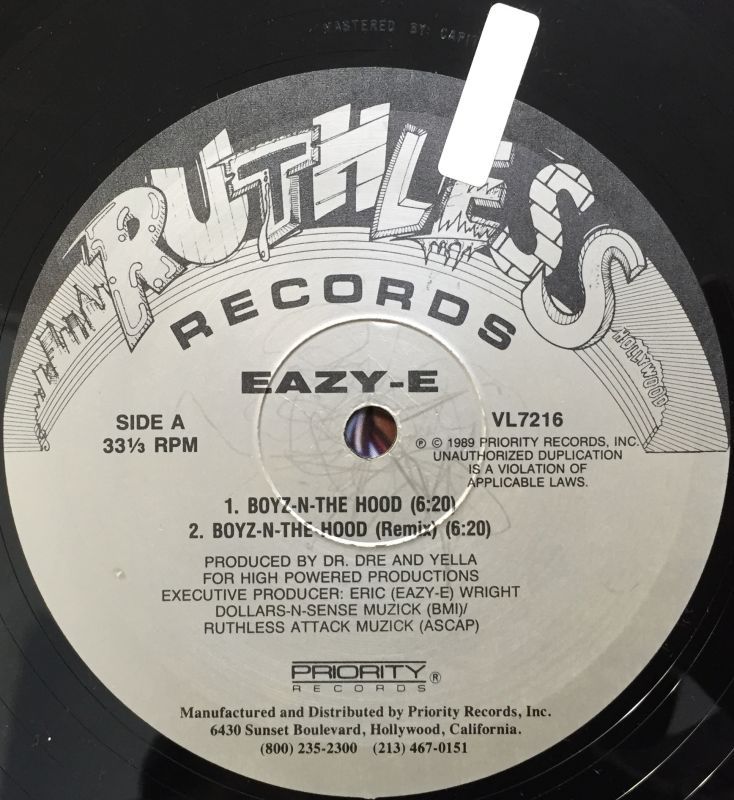 MASTERED BY CAPI
RUTHLESS
RECORDS
HOLLYWOOD
EAZY-E
SIDE A
33⅓ RPM
VL7216
℗ © 1989 PRIORITY RECORDS, INC.
UNAUTHORIZED DUPLICATION
IS A VIOLATION OF
APPLICABLE LAWS.
1. BOYZ-N-THE HOOD (6:20)
2. BOYZ-N-THE HOOD (Remix) (6:20)
PRODUCED BY DR. DRE AND YELLA
FOR HIGH POWERED PRODUCTIONS
EXECUTIVE PRODUCER: ERIC (EAZY-E) WRIGHT
DOLLARS-N-SENSE MUZICK (BMI)/
RUTHLESS ATTACK MUZICK (ASCAP)
PRIORITY ®
RECORDS
Manufactured and Distributed by Priority Records, Inc.
6430 Sunset Boulevard, Hollywood, California.
(800) 235-2300 (213) 467-0151